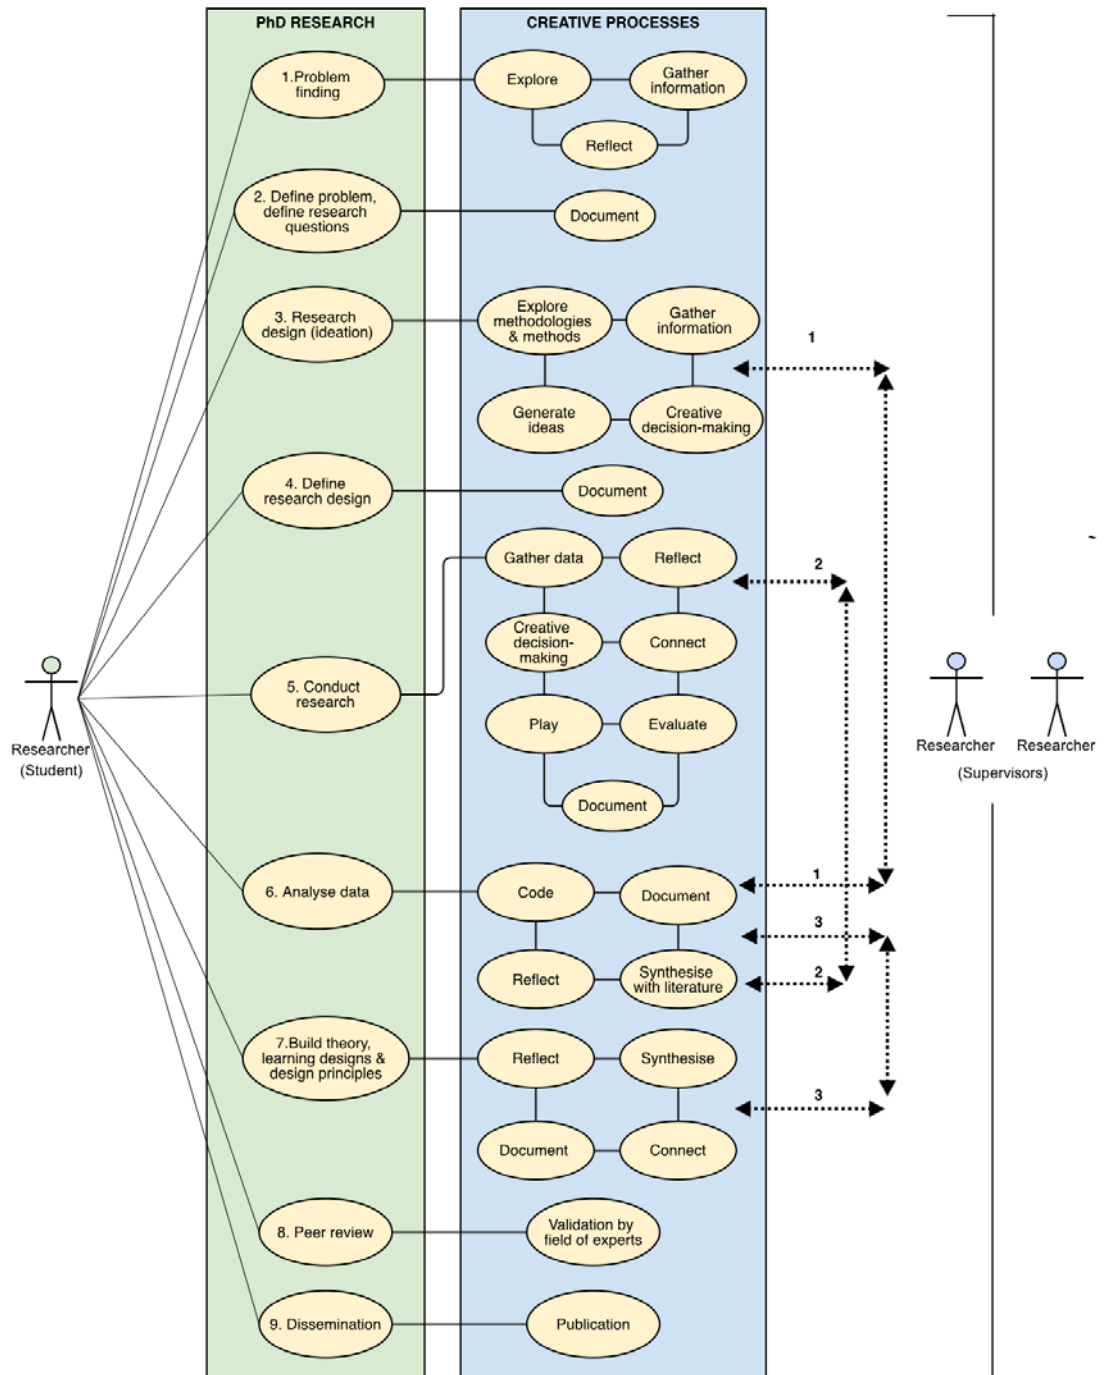 PhD RESEARCH
CREATIVE PROCESSES
1.Problem
finding
Explore
Gather
information
Reflect
2. Define problem,
define research
questions
Document
3. Research
design (ideation)
Explore
methodologies
& methods
Gather
information
1
Generate
ideas
Creative
decision-making
4. Define
research design
Document
Gather data
Reflect
2
Creative
decision-
making
Connect
5. Conduct
research
Play
Evaluate
Document
Researcher
(Student)
Researcher
Researcher
(Supervisors)
6. Analyse data
Code
Document
1
3
Reflect
Synthesise
with literature
2
7.Build theory,
learning designs &
design principles
Reflect
Synthesise
3
Document
Connect
8. Peer review
Validation by
field of experts
9. Dissemination
Publication